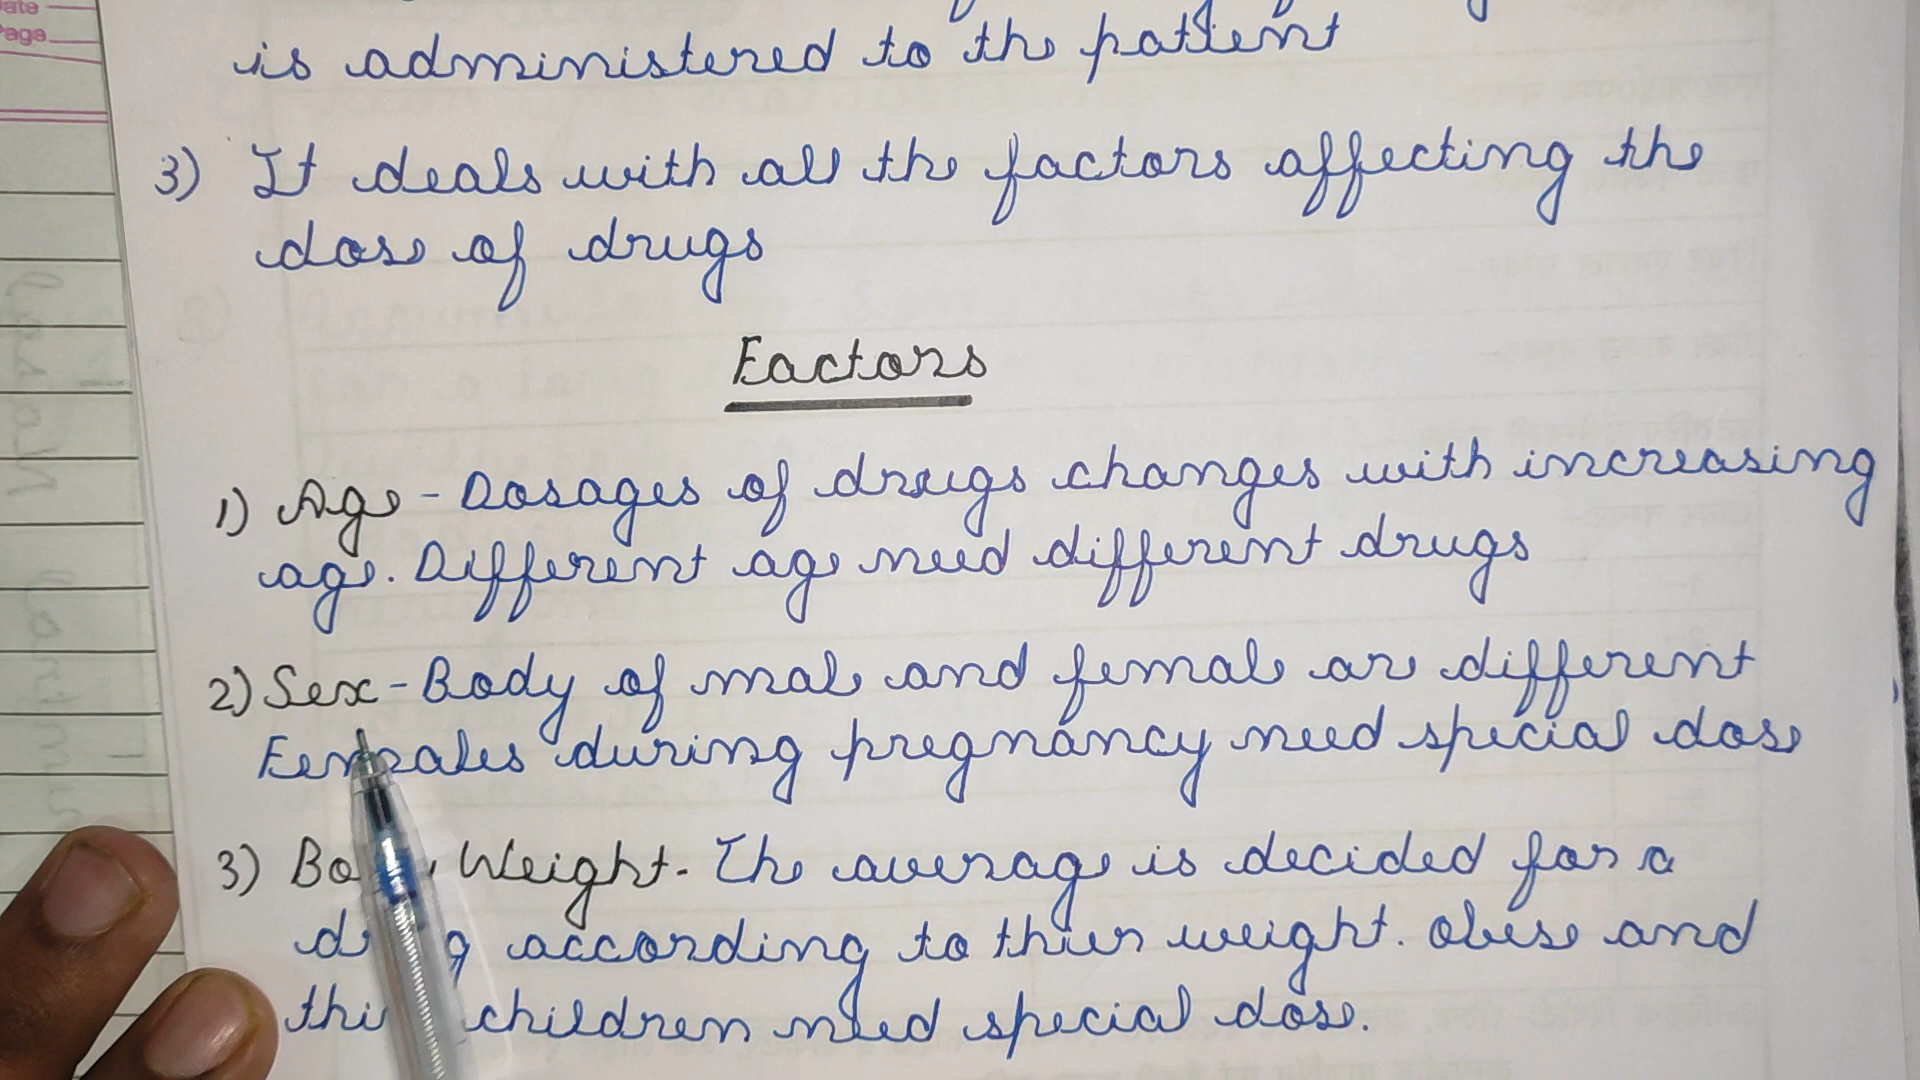 ate
age
is administered to the patient
3) It deals with all the factors affecting the
dose of drugs
Factors
1) Age - Dosages of drugs changes with increasing
age. Different age need different drugs
2) Sex - Body of male and female are different
Females during pregnancy need special dose
3) Bo Weight - The average is decided for a
according to thier weight. Obese and
children need special dose.